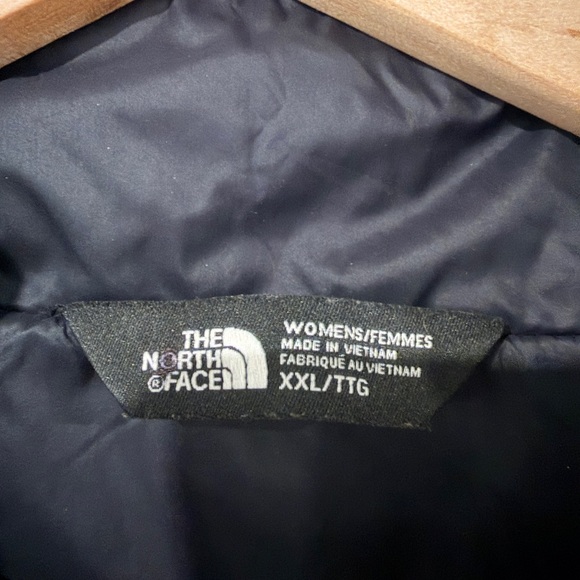 THE
NORTH
®FACE
WOMENS/FEMMES
MADE IN VIETNAM
FABRIQUÉ AU VIETNAM
XXL/TTG